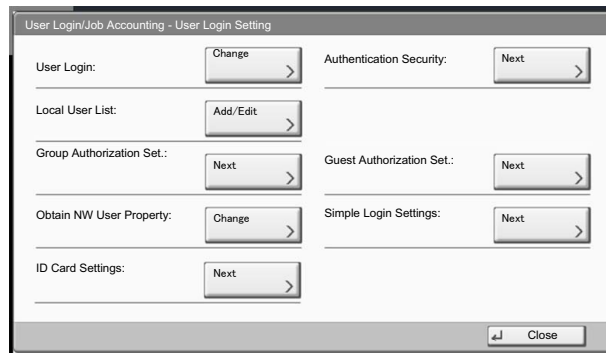 User Login/Job Accounting - User Login Setting
User Login:
Change
Authentication Security:
Next
Local User List:
Add/Edit
Group Authorization Set.:
Next
Guest Authorization Set.:
Next
Obtain NW User Property:
Change
Simple Login Settings:
Next
ID Card Settings:
Next
Close